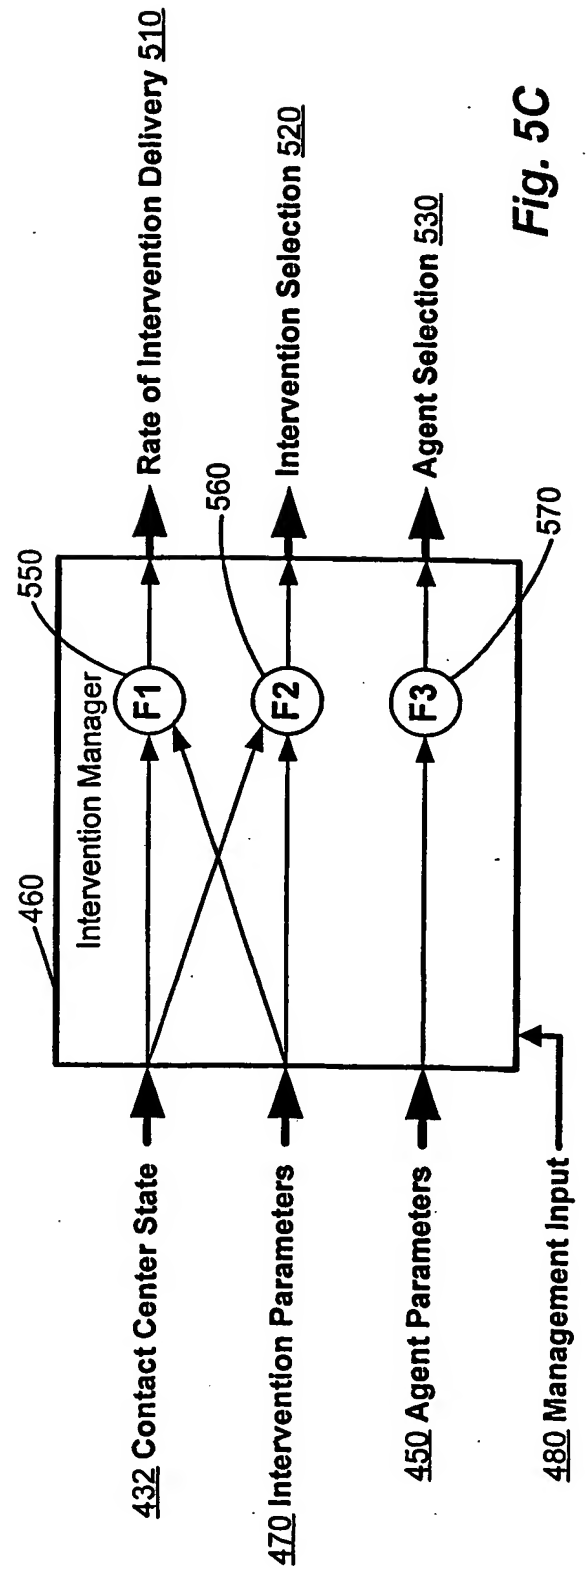 460
Intervention Manager
550
432 Contact Center State
F1
Rate of Intervention Delivery 510
560
470 Intervention Parameters
F2
Intervention Selection 520
450 Agent Parameters
F3
Agent Selection 530
570
480 Management Input
Fig. 5C